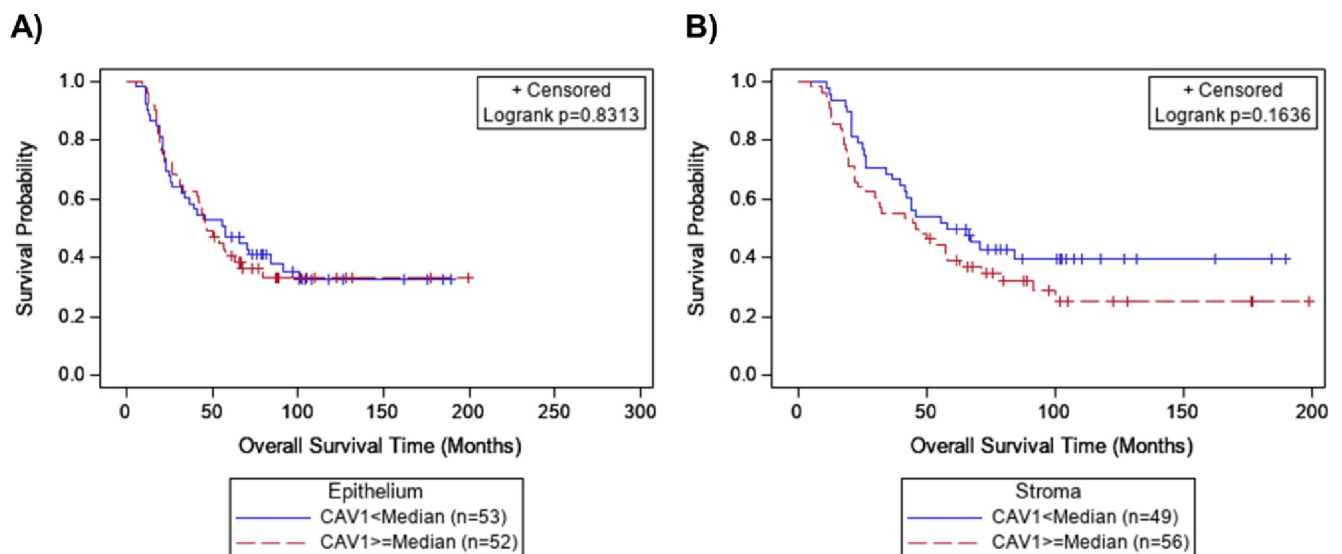 A)
+ Censored
Logrank p=0.8313
Survival Probability
1.0
0.8
0.6
0.4
0.2
0.0
0 50 100 150 200 250 300
Overall Survival Time (Months)
Epithelium
CAV1<Median (n=53)
CAV1>=Median (n=52)
B)
+ Censored
Logrank p=0.1636
Survival Probability
1.0
0.8
0.6
0.4
0.2
0.0
0 50 100 150 200
Overall Survival Time (Months)
Stroma
CAV1<Median (n=49)
CAV1>=Median (n=56)